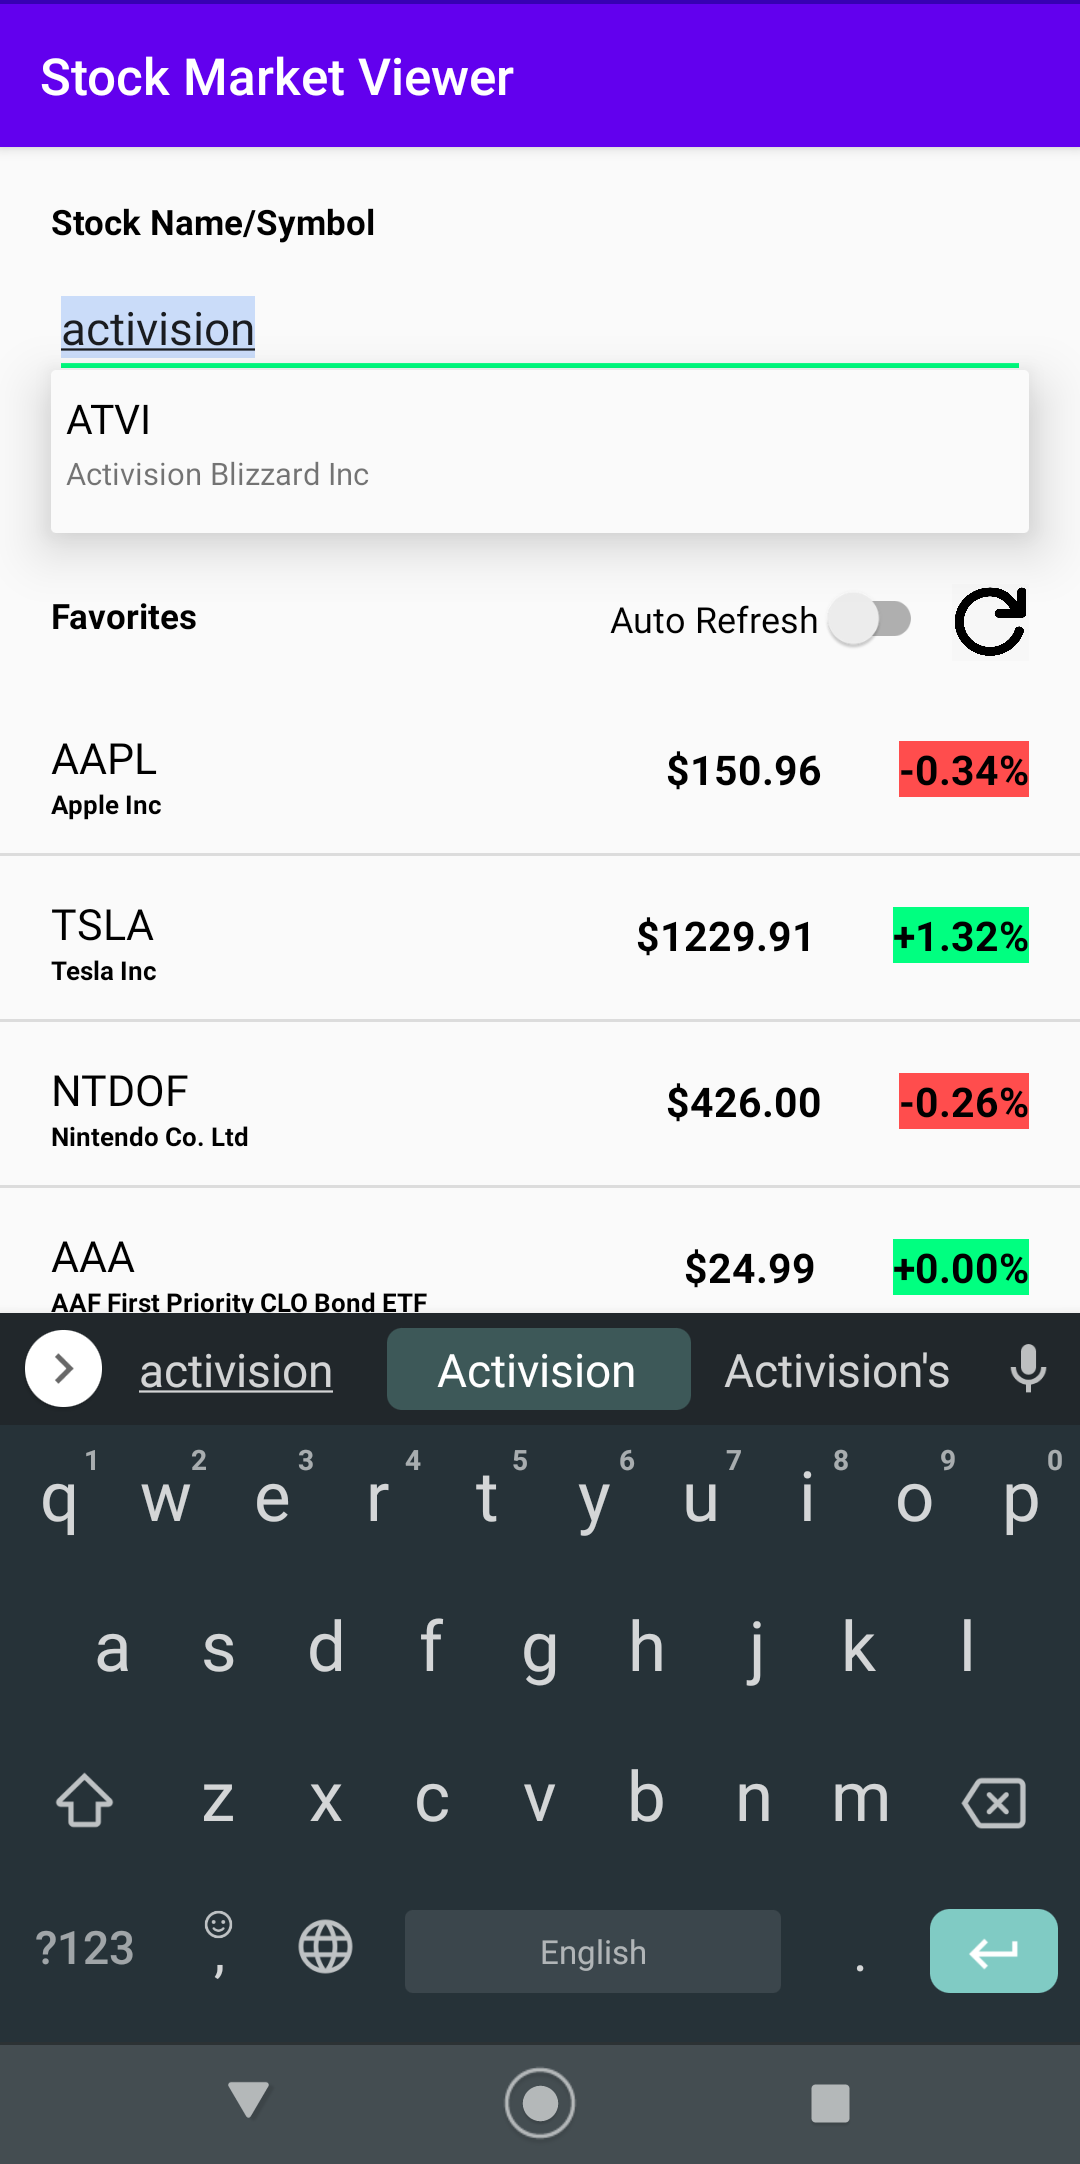 Stock Market Viewer
Stock Name/Symbol
activision
ATVI
Activision Blizzard Inc
Favorites Auto Refresh
AAPL $150.96 -0.34%
Apple Inc
TSLA $1229.91 +1.32%
Tesla Inc
NTDOF $426.00 -0.26%
Nintendo Co. Ltd
AAA $24.99 +0.00%
AAF First Priority CLO Bond ETF
activision Activision Activision's
1 2 3 4 5 6 7 8 9 0
q w e r t y u i o p
a s d f g h j k l
z x c v b n m
?123 , English .